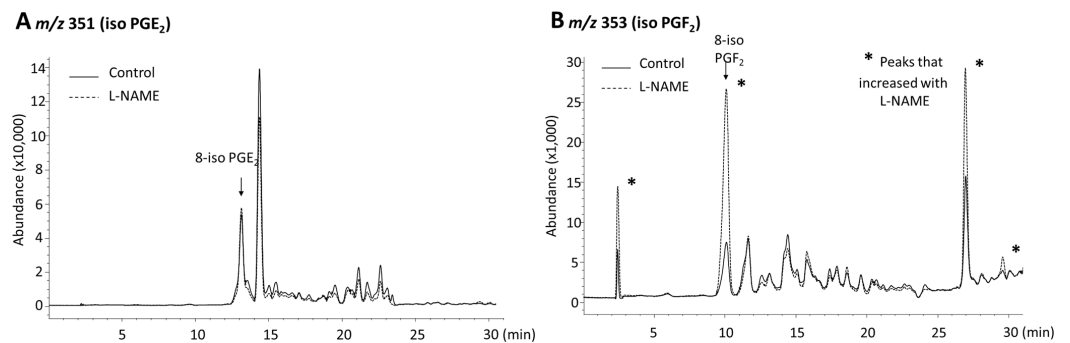 A m/z 351 (iso PGE₂)
Control
L-NAME
8-iso PGE₂
Abundance (x10,000)
14
12
10
8
6
4
2
0
5 10 15 20 25 30 (min)
B m/z 353 (iso PGF₂)
Control
L-NAME
8-iso
PGF₂
* Peaks that
increased with
L-NAME
*
*
*
*
Abundance (x1,000)
30
25
20
15
10
5
0
5 10 15 20 25 30 (min)